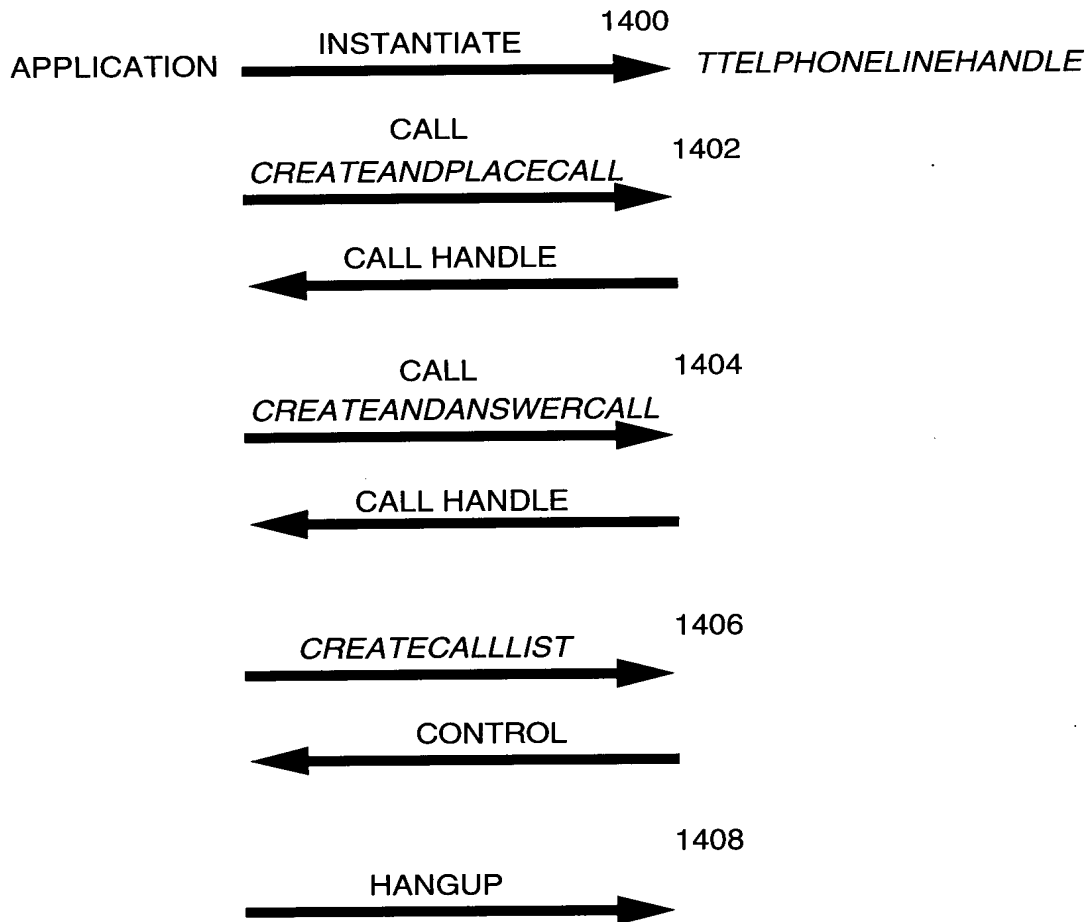 1400
APPLICATION INSTANTIATE TTELPHONELINEHANDLE
CALL
1402
CREATEANDPLACECALL
CALL HANDLE
1404
CALL
CREATEANDANSWERCALL
CALL HANDLE
1406
CREATECALLLIST
CONTROL
1408
HANGUP